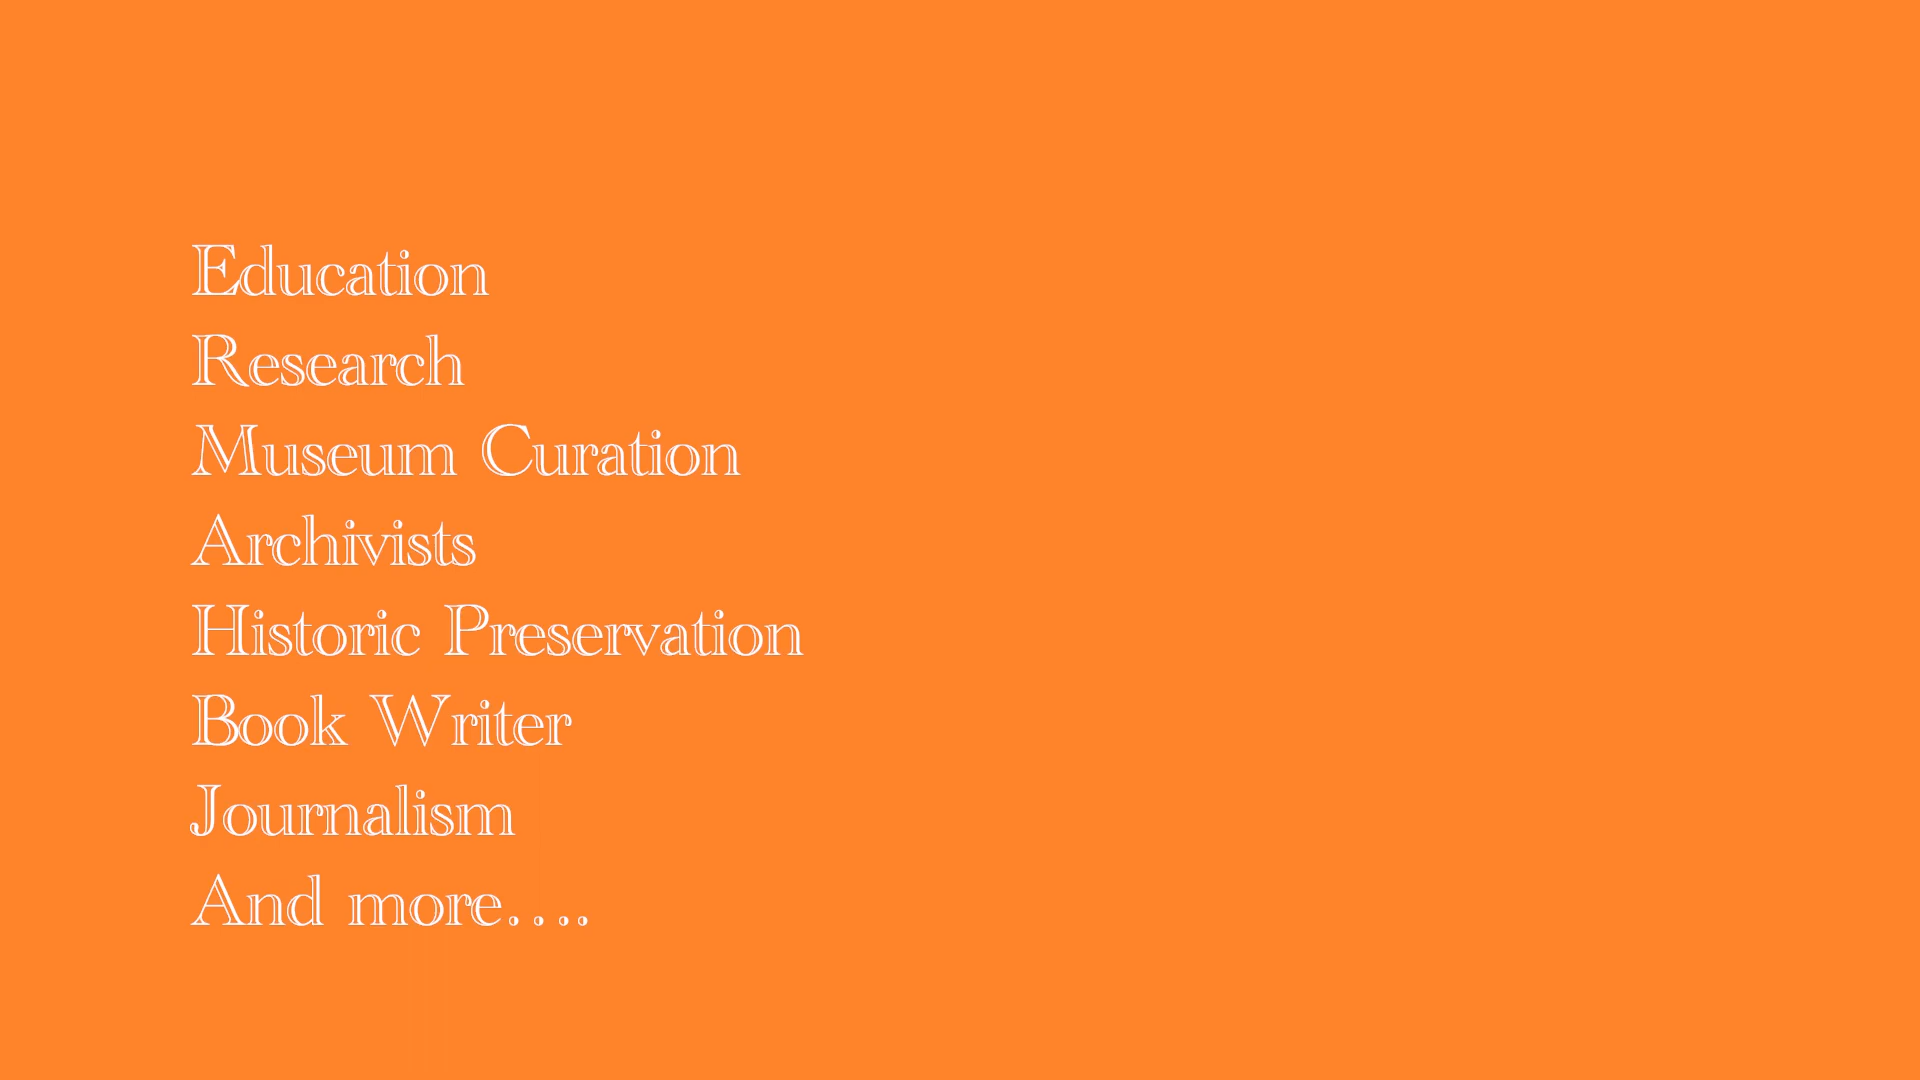 Education
Research
Museum Curation
Archivists
Historic Preservation
Book Writer
Journalism
And more….